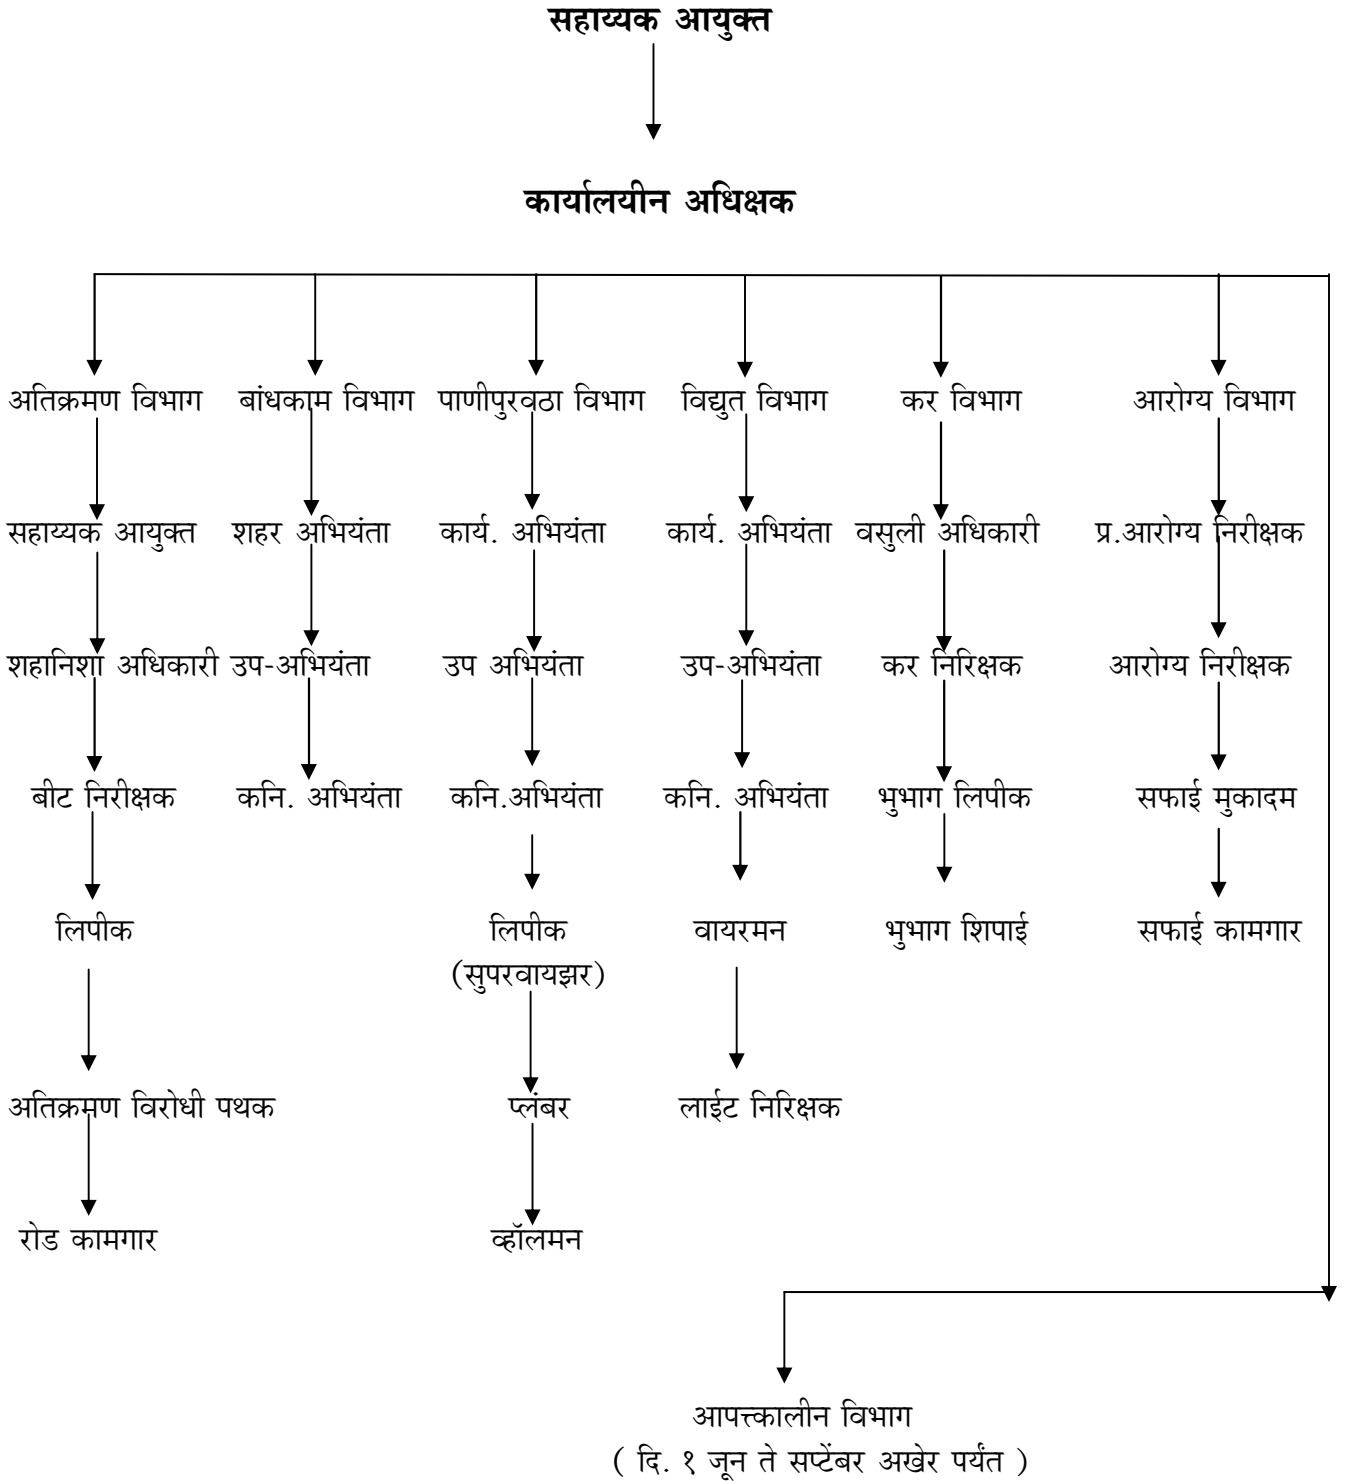 सहाय्यक आयुक्त
कार्यालयीन अधिक्षक
अतिक्रमण विभाग बांधकाम विभाग पाणीपुरवठा विभाग विद्युत विभाग कर विभाग आरोग्य विभाग
सहाय्यक आयुक्त शहर अभियंता कार्य. अभियंता कार्य. अभियंता वसुली अधिकारी प्र.आरोग्य निरीक्षक
शहानिशा अधिकारी उप-अभियंता उप अभियंता उप-अभियंता कर निरिक्षक आरोग्य निरीक्षक
बीट निरीक्षक कनि. अभियंता कनि.अभियंता कनि. अभियंता भुभाग लिपीक सफाई मुकादम
लिपीक लिपीक वायरमन भुभाग शिपाई सफाई कामगार
(सुपरवायझर)
अतिक्रमण विरोधी पथक प्लंबर लाईट निरिक्षक
रोड कामगार व्हॉलमन
आपत्त्कालीन विभाग
( दि. १ जून ते सप्टेंबर अखेर पर्यंत )